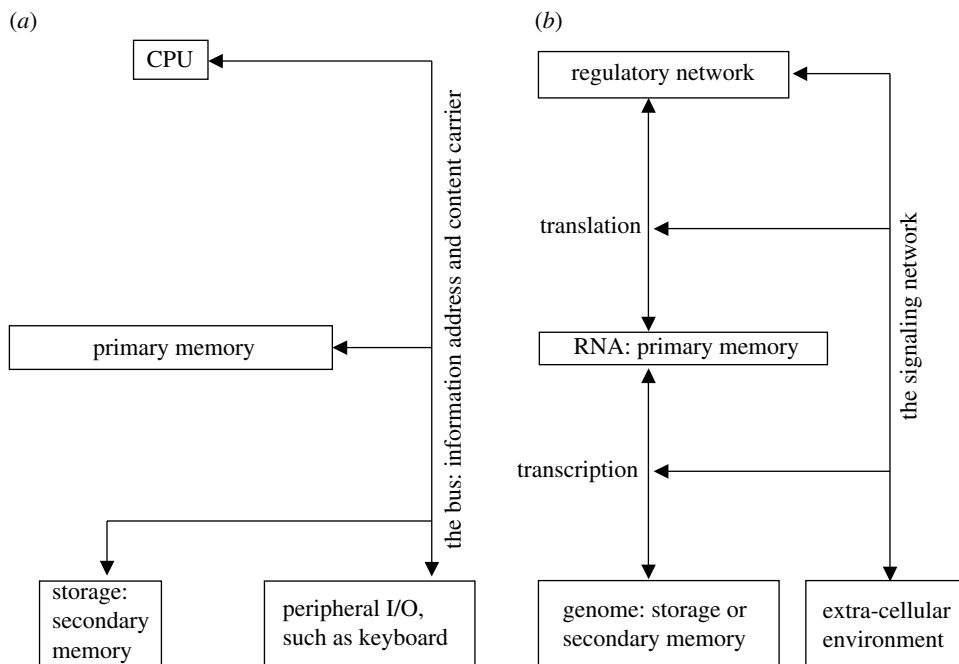 (a)
CPU
the bus: information address and content carrier
primary memory
storage:
secondary
memory
peripheral I/O,
such as keyboard
(b)
regulatory network
translation
the signaling network
RNA: primary memory
transcription
genome: storage or
secondary memory
extra-cellular
environment